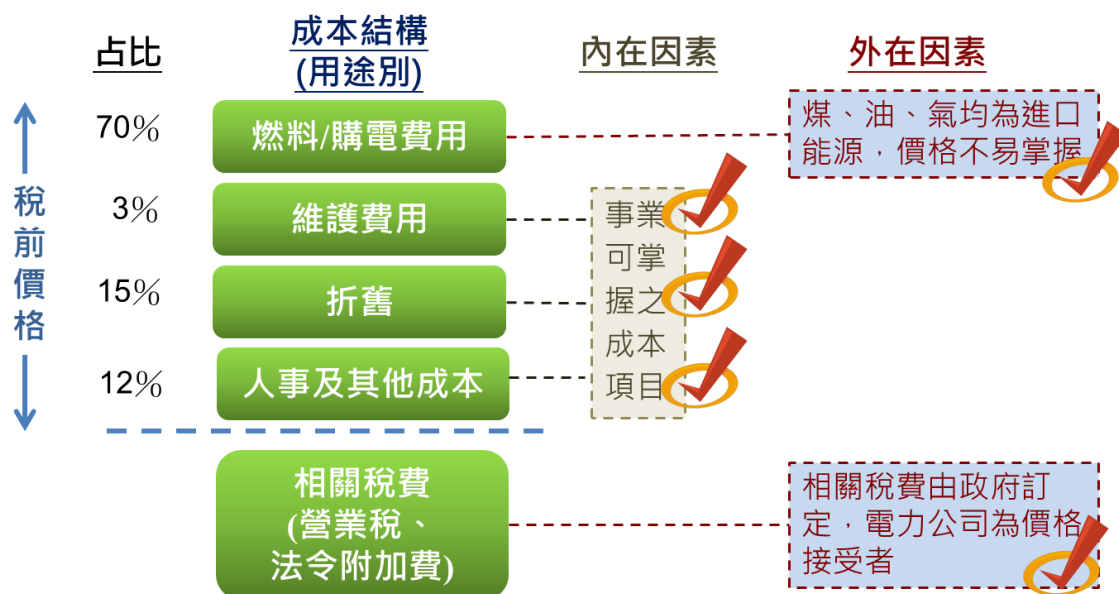 占比
成本結構
(用途別)
內在因素
外在因素
稅前價格
70%
燃料/購電費用
煤、油、氣均為進口
能源，價格不易掌握
3%
維護費用
15%
折舊
12%
人事及其他成本
事業
可掌
握之
成本
項目
相關稅費
(營業稅、
法令附加費)
相關稅費由政府訂
定，電力公司為價格
接受者